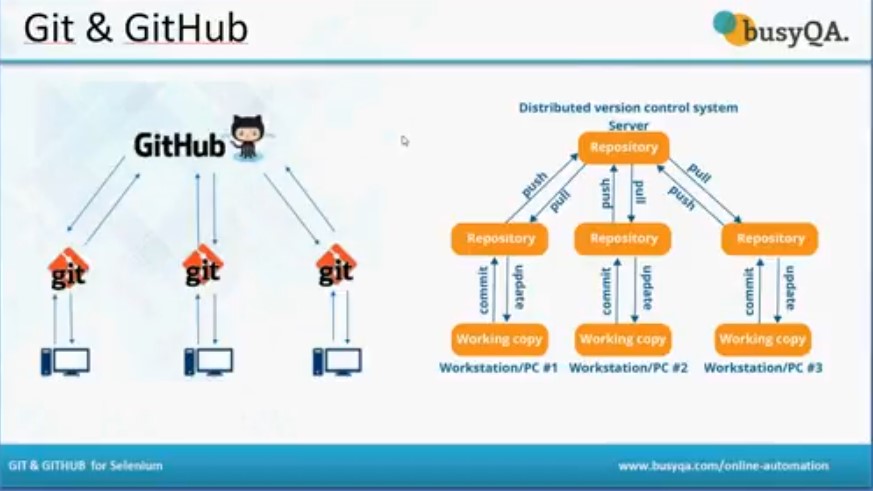 Git & GitHub
busyQA.
GitHub
git
git
git
Distributed version control system
Server
Repository
push
pull
push
pull
pull
push
Repository
Repository
Repository
commit
update
commit
update
commit
update
Working copy
Working copy
Working copy
Workstation/PC #1
Workstation/PC #2
Workstation/PC #3
GIT & GITHUB for Selenium
www.busyqa.com/online-automation